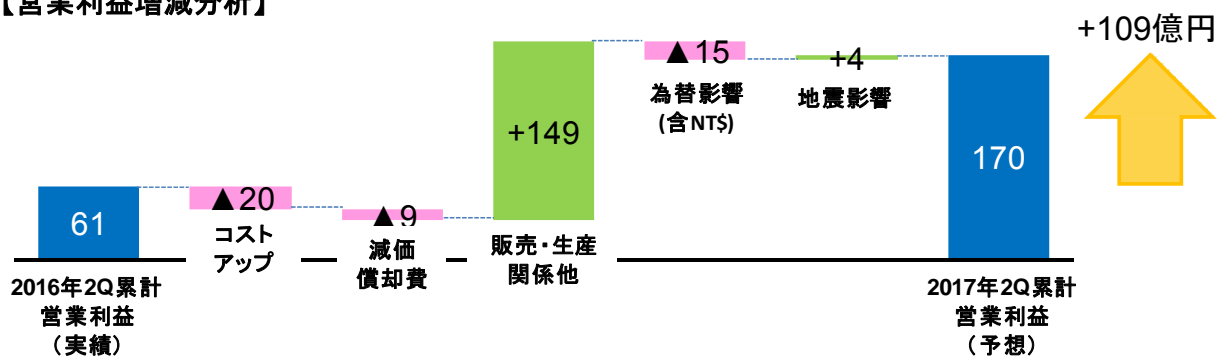 【営業利益増減分析】
+109億円
61
▲20
コスト
アップ
▲9
減価
償却費
+149
販売・生産
関係他
▲15
為替影響
(含NT$)
+4
地震影響
170
2016年2Q累計
営業利益
（実績）
2017年2Q累計
営業利益
（予想）